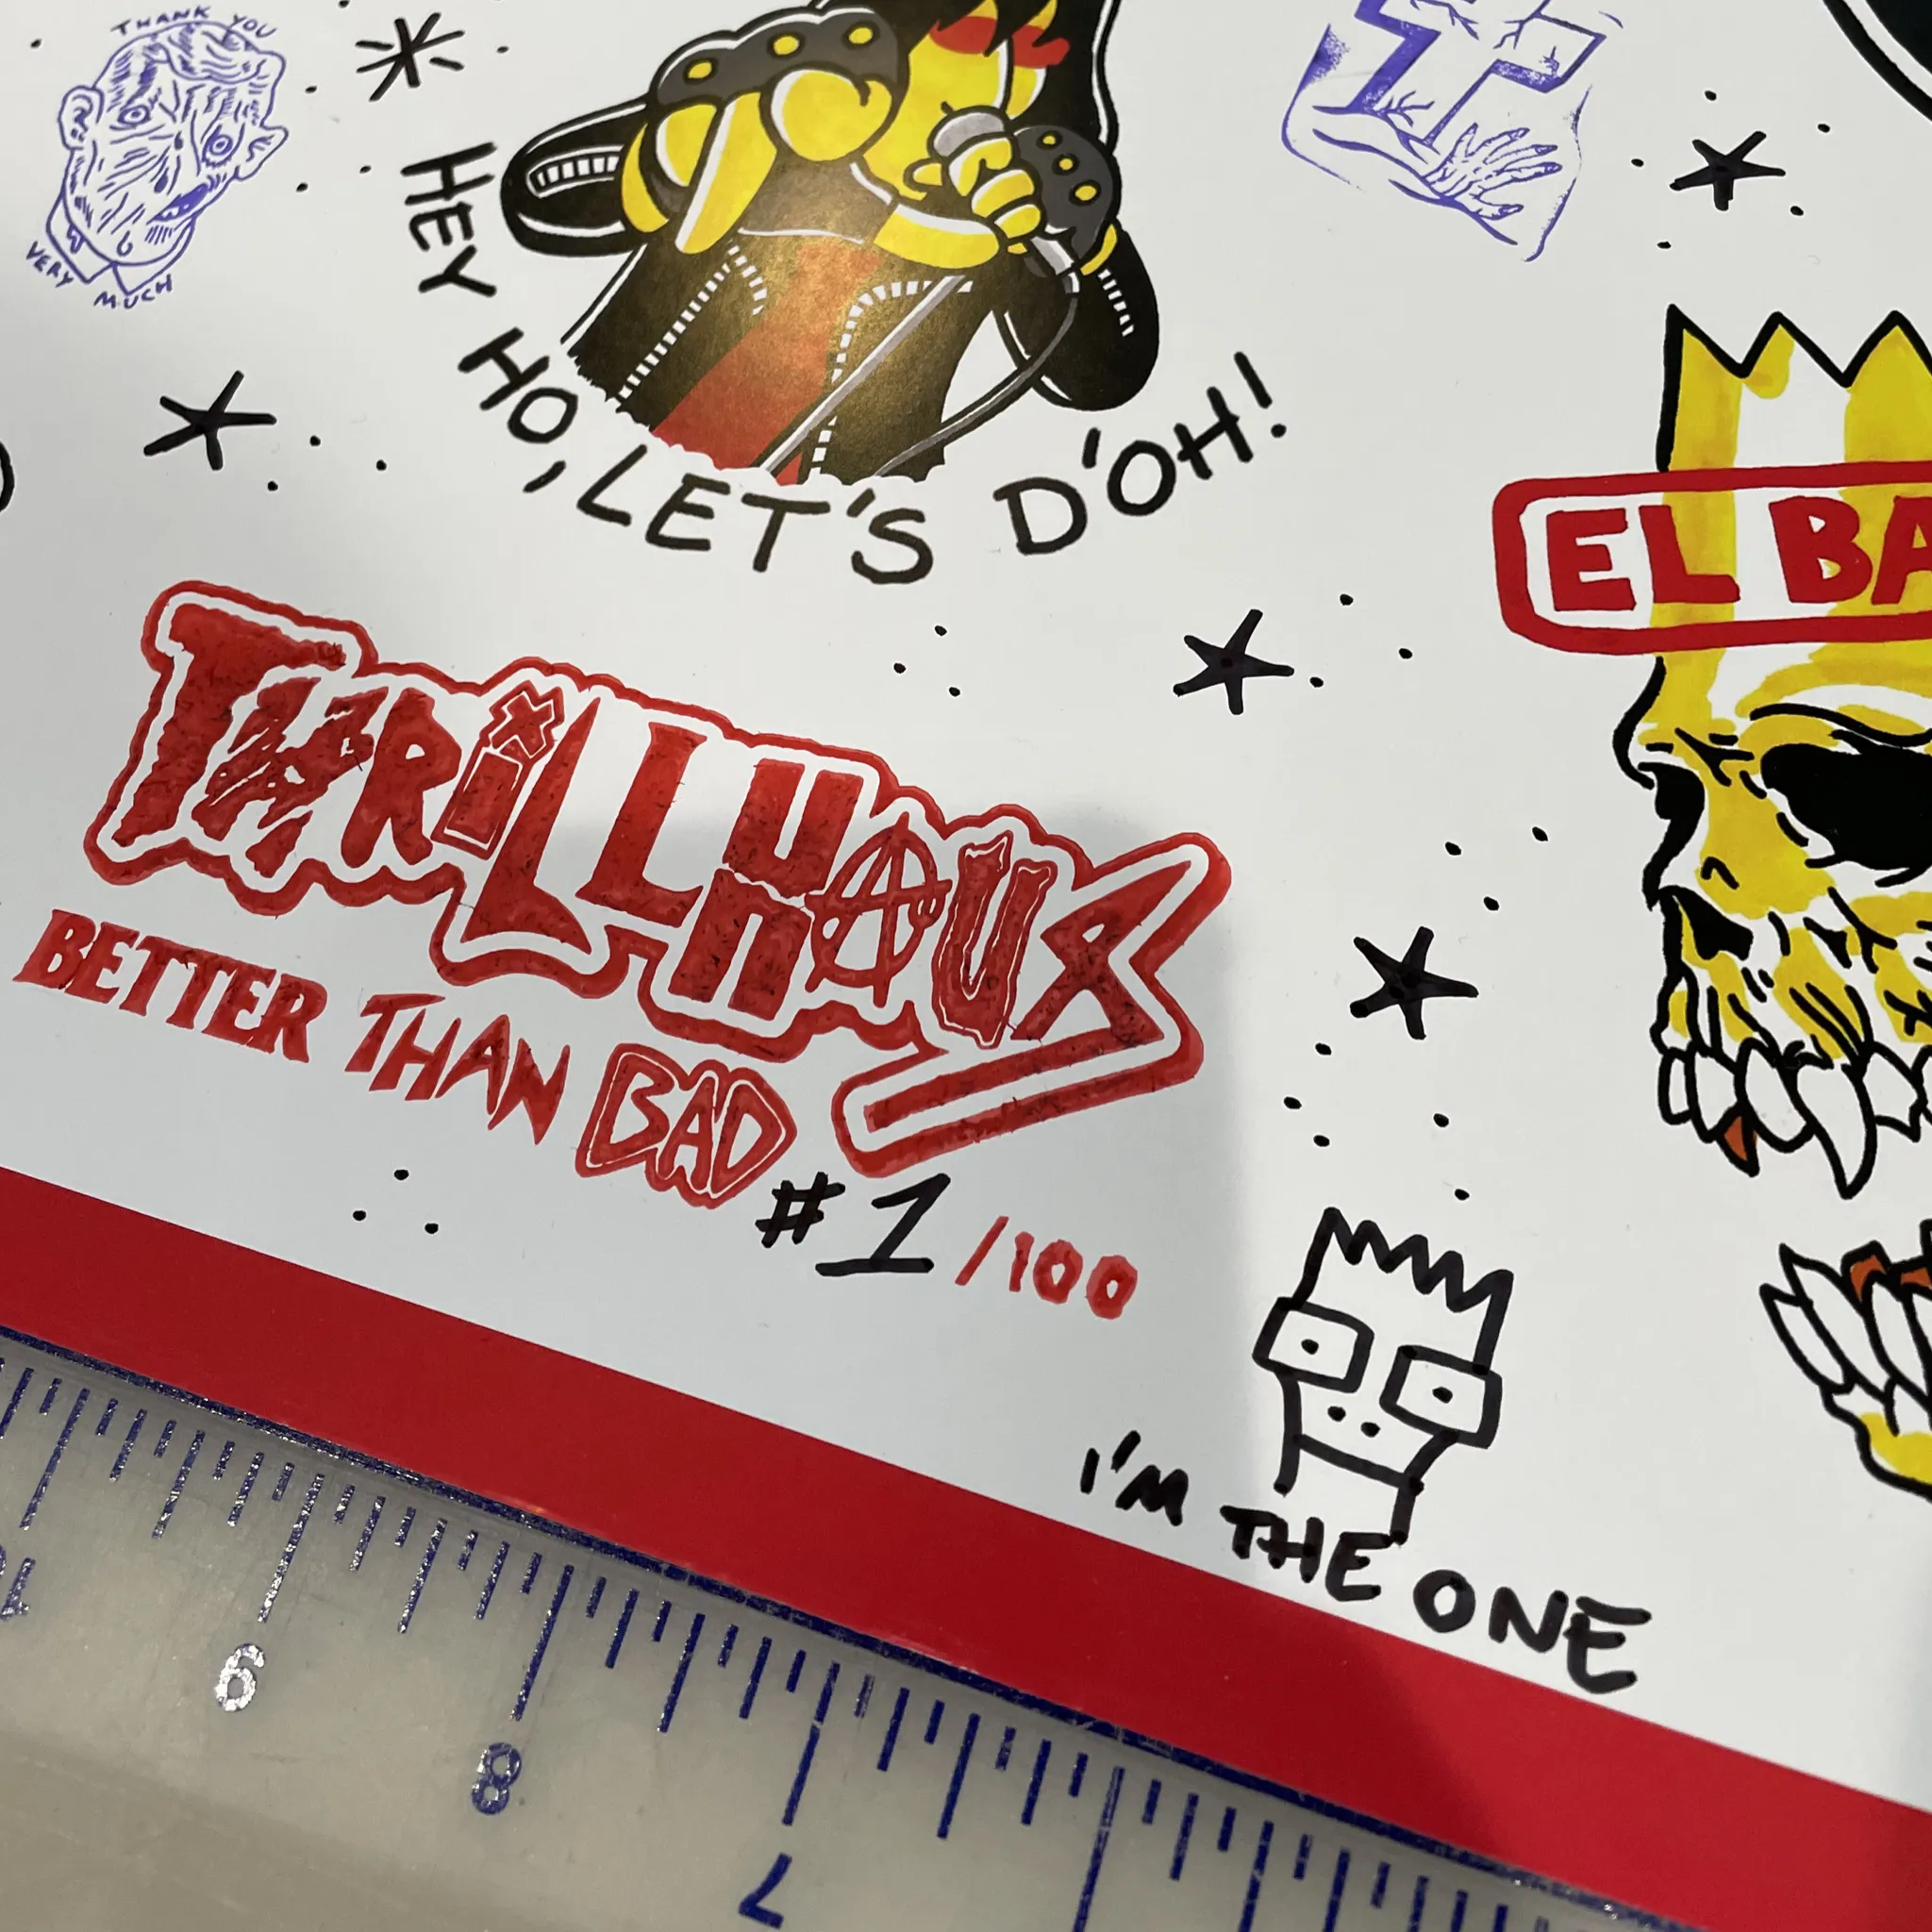 THANK YOU
VERY MUCH
HEY HO, LET'S D'OH!
EL BA
THRILLHAUS
BETTER THAN BAD
#1/100
I'M THE ONE
6
8
7